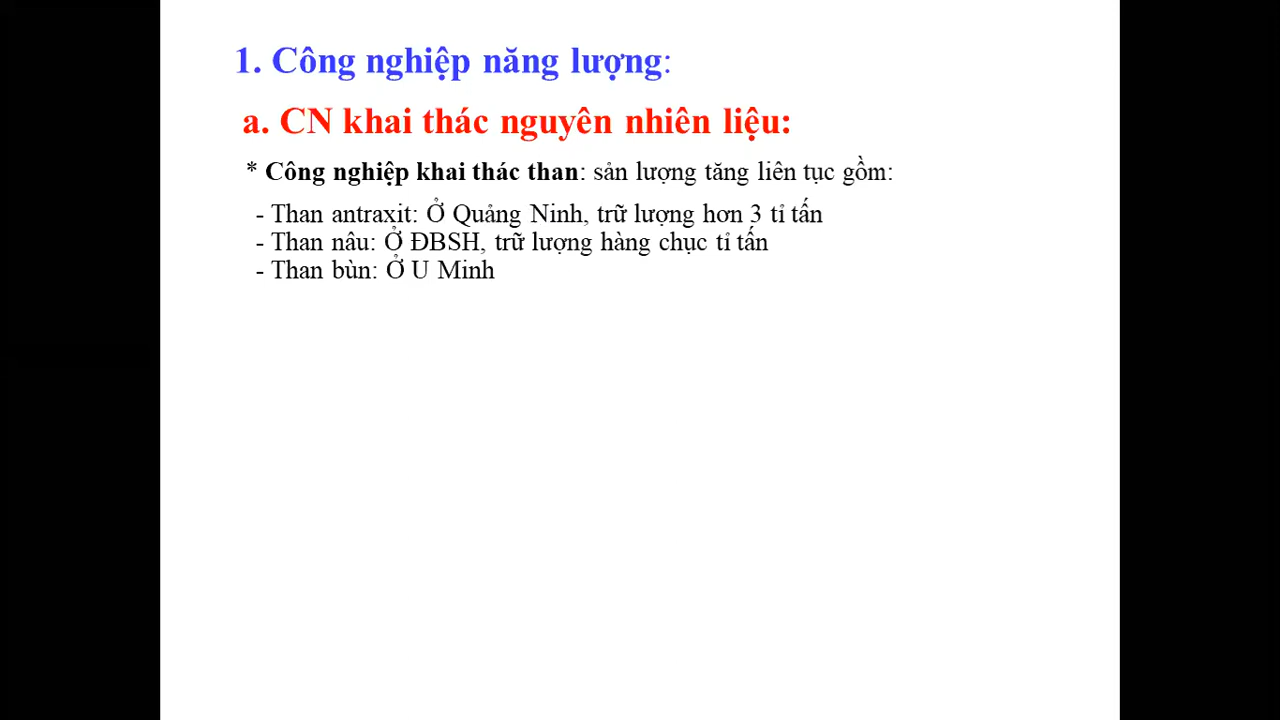 1. Công nghiệp năng lượng:
a. CN khai thác nguyên nhiên liệu:
* Công nghiệp khai thác than: sản lượng tăng liên tục gồm:
- Than antraxit: Ở Quảng Ninh, trữ lượng hơn 3 tỉ tấn
- Than nâu: Ở ĐBSH, trữ lượng hàng chục tỉ tấn
- Than bùn: Ở U Minh